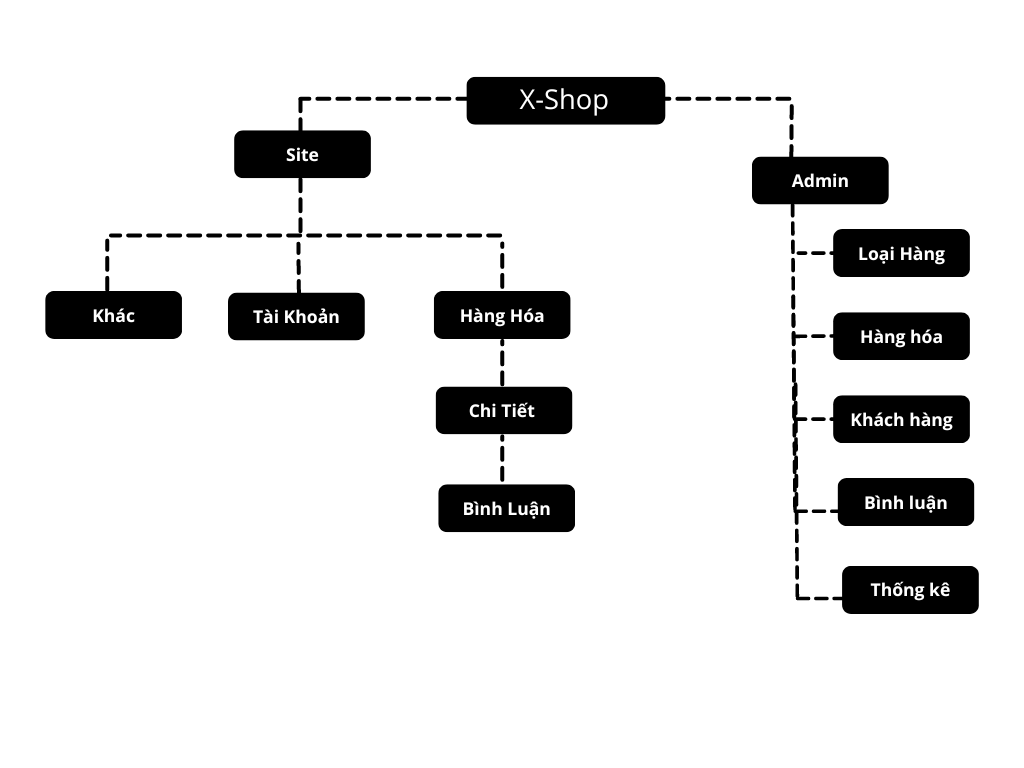 X-Shop
Site
Admin
Khác
Tài Khoản
Hàng Hóa
Chi Tiết
Bình Luận
Loại Hàng
Hàng hóa
Khách hàng
Bình luận
Thống kê